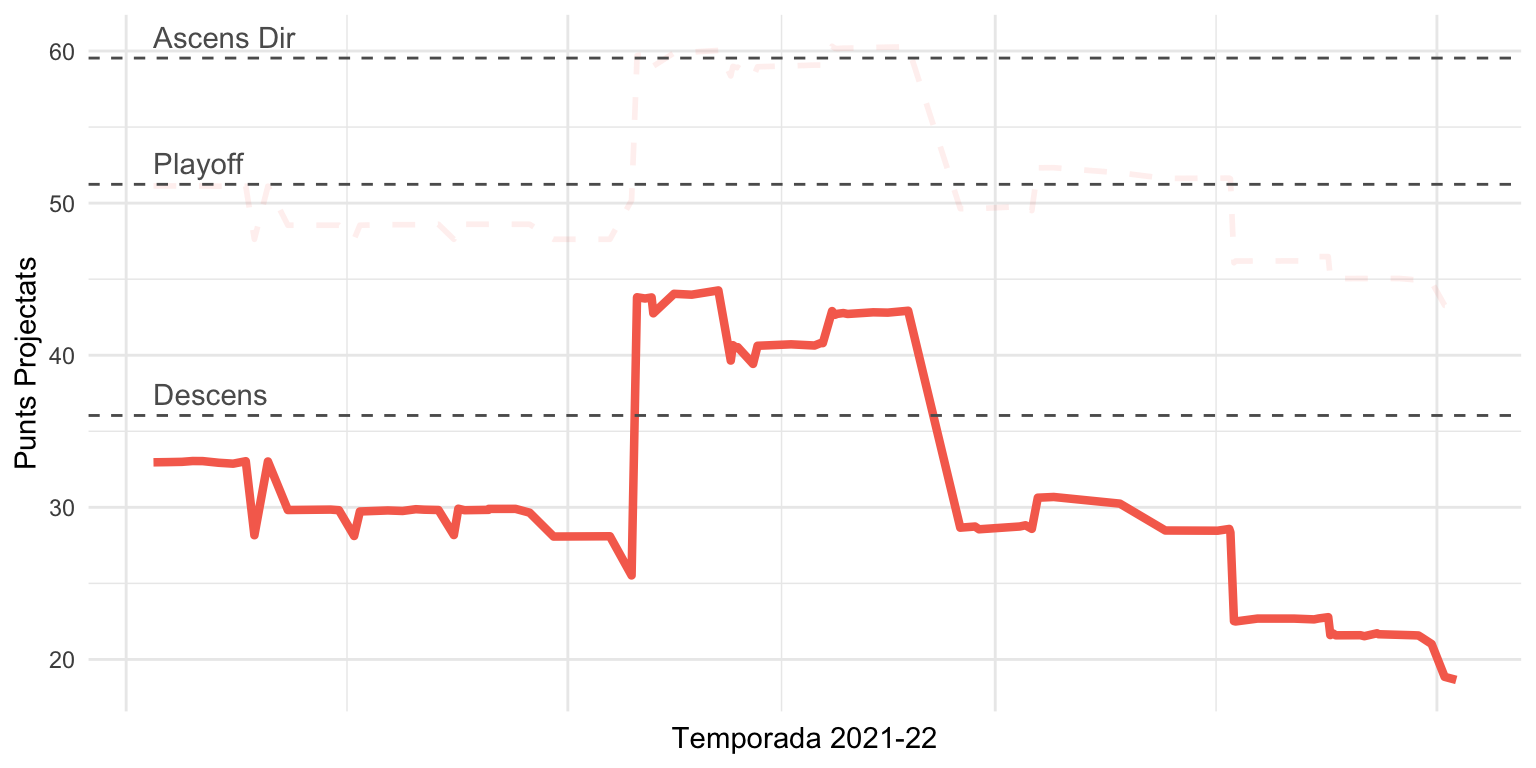 60
Ascens Dir
Playoff
50
40
Descens
30
20
Punts Projectats
Temporada 2021-22